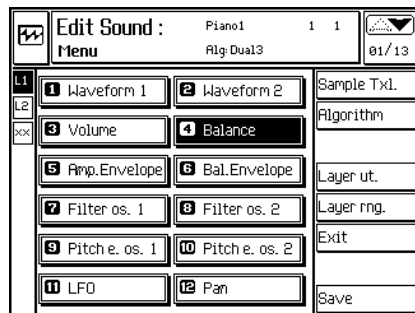 Edit Sound : Piano1 1 1
Menu Alg:Dual3 01/13
L1
L2
xx
1 Waveform 1
2 Waveform 2
3 Volume
4 Balance
5 Amp.Envelope
6 Bal.Envelope
7 Filter os. 1
8 Filter os. 2
9 Pitch e. os. 1
10 Pitch e. os. 2
11 LFO
12 Pan
Sample Txl.
Algorithm
Layer ut.
Layer rng.
Exit
Save